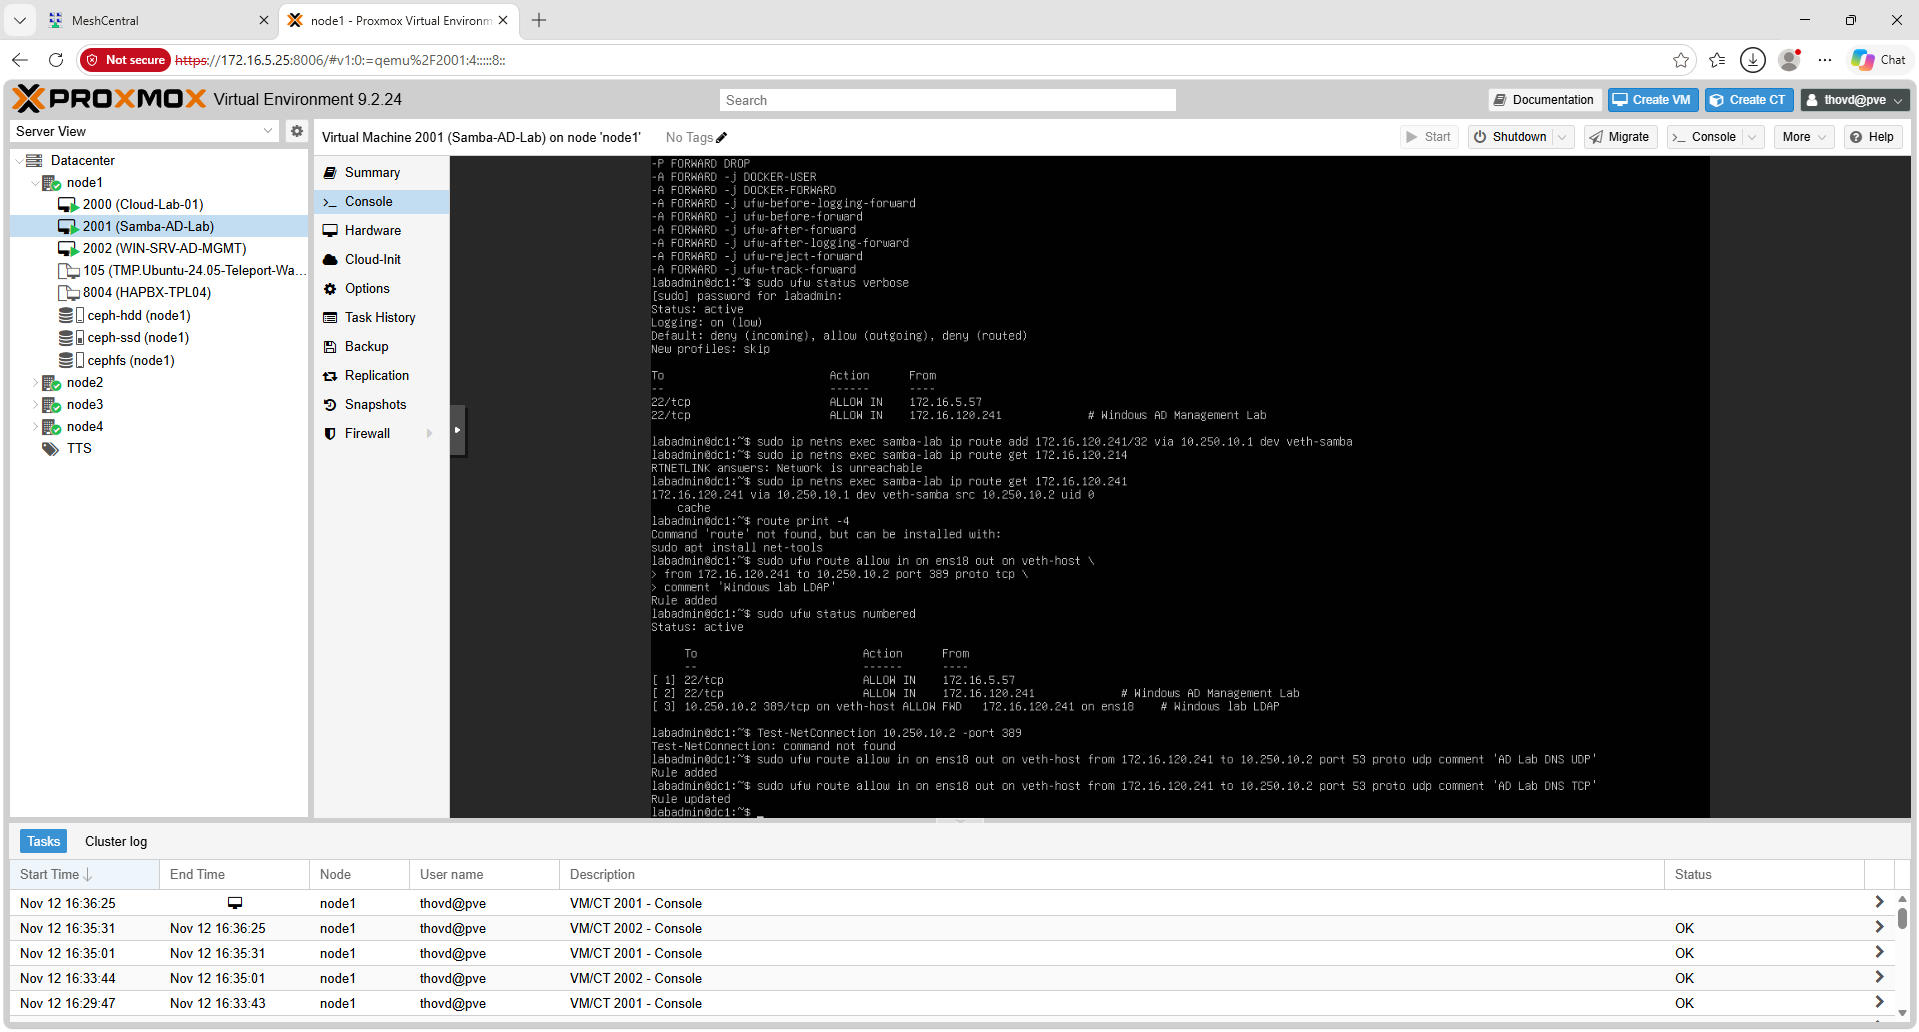 MeshCentral
node1 - Proxmox Virtual Environm
Not secure
https://172.16.5.25:8006/#v1:0:=qemu%2F2001:4:::::8::
Chat
PROXMOX
Virtual Environment 9.2.24
Search
Documentation
Create VM
Create CT
thovd@pve
Server View
Virtual Machine 2001 (Samba-AD-Lab) on node 'node1'
No Tags
Start
Shutdown
Migrate
Console
More
Help
Datacenter
node1
2000 (Cloud-Lab-01)
2001 (Samba-AD-Lab)
2002 (WIN-SRV-AD-MGMT)
105 (TMP.Ubuntu-24.05-Teleport-Wa...
8004 (HAPBX-TPL04)
ceph-hdd (node1)
ceph-ssd (node1)
cephfs (node1)
node2
node3
node4
TTS
Summary
Console
Hardware
Cloud-Init
Options
Task History
Backup
Replication
Snapshots
Firewall
-P FORWARD DROP
-A FORWARD -j DOCKER-USER
-A FORWARD -j DOCKER-FORWARD
-A FORWARD -j ufw-before-logging-forward
-A FORWARD -j ufw-before-forward
-A FORWARD -j ufw-after-forward
-A FORWARD -j ufw-after-logging-forward
-A FORWARD -j ufw-reject-forward
-A FORWARD -j ufw-track-forward
labadmin@dc1:~$ sudo ufw status verbose
[sudo] password for labadmin:
Status: active
Logging: on (low)
Default: deny (incoming), allow (outgoing), deny (routed)
New profiles: skip
To Action From
-- ------ ----
22/tcp ALLOW IN 172.16.5.57
22/tcp ALLOW IN 172.16.120.241 # Windows AD Management Lab
labadmin@dc1:~$ sudo ip netns exec samba-lab ip route add 172.16.120.241/32 via 10.250.10.1 dev veth-samba
labadmin@dc1:~$ sudo ip netns exec samba-lab ip route get 172.16.120.214
RTNETLINK answers: Network is unreachable
labadmin@dc1:~$ sudo ip netns exec samba-lab ip route get 172.16.120.241
172.16.120.241 via 10.250.10.1 dev veth-samba src 10.250.10.2 uid 0
cache
labadmin@dc1:~$ route print -4
Command 'route' not found, but can be installed with:
sudo apt install net-tools
labadmin@dc1:~$ sudo ufw route allow in on ens18 out on veth-host \
> from 172.16.120.241 to 10.250.10.2 port 389 proto tcp \
> comment 'Windows lab LDAP'
Rule added
labadmin@dc1:~$ sudo ufw status numbered
Status: active
To Action From
-- ------ ----
[ 1] 22/tcp ALLOW IN 172.16.5.57
[ 2] 22/tcp ALLOW IN 172.16.120.241 # Windows AD Management Lab
[ 3] 10.250.10.2 389/tcp on veth-host ALLOW FWD 172.16.120.241 on ens18 # Windows lab LDAP
labadmin@dc1:~$ Test-NetConnection 10.250.10.2 -port 389
Test-NetConnection: command not found
labadmin@dc1:~$ sudo ufw route allow in on ens18 out on veth-host from 172.16.120.241 to 10.250.10.2 port 53 proto udp comment 'AD Lab DNS UDP'
Rule added
labadmin@dc1:~$ sudo ufw route allow in on ens18 out on veth-host from 172.16.120.241 to 10.250.10.2 port 53 proto udp comment 'AD Lab DNS TCP'
Rule updated
labadmin@dc1:~$ _
Tasks
Cluster log
Start Time End Time Node User name Description Status
Nov 12 16:36:25 node1 thovd@pve VM/CT 2001 - Console
Nov 12 16:35:31 Nov 12 16:36:25 node1 thovd@pve VM/CT 2002 - Console OK
Nov 12 16:35:01 Nov 12 16:35:31 node1 thovd@pve VM/CT 2001 - Console OK
Nov 12 16:33:44 Nov 12 16:35:01 node1 thovd@pve VM/CT 2002 - Console OK
Nov 12 16:29:47 Nov 12 16:33:43 node1 thovd@pve VM/CT 2001 - Console OK